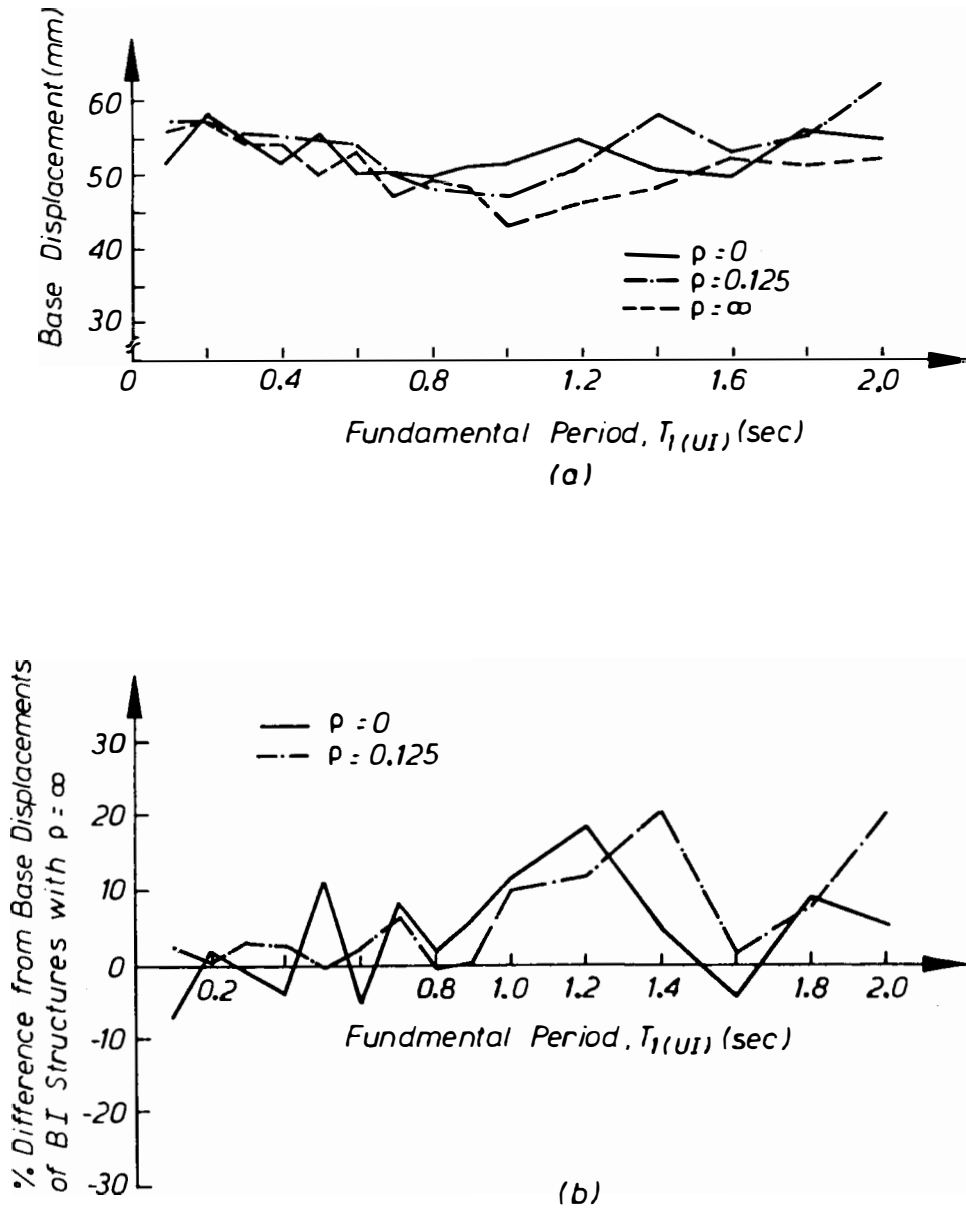 Base Displacement (mm)
60
50
40
30
ρ = 0
ρ = 0.125
ρ = ∞
0 0.4 0.8 1.2 1.6 2.0
Fundamental Period, T1(UI) (sec)
(a)
% Difference from Base Displacements
of BI Structures with ρ = ∞
ρ = 0
ρ = 0.125
30
20
10
0
-10
-20
-30
0.2 0.8 1.0 1.2 1.4 1.8 2.0
Fundmental Period, T1(UI) (sec)
(b)